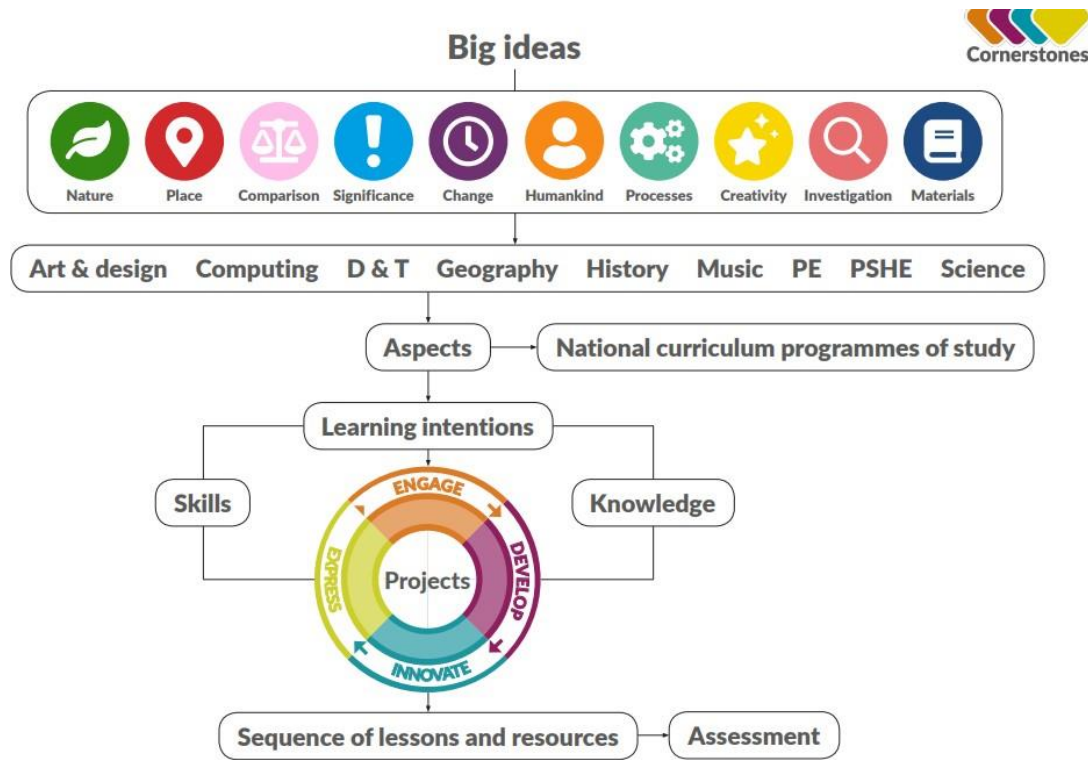 Cornerstones
Big ideas
Nature Place Comparison Significance Change Humankind Processes Creativity Investigation Materials
Art & design Computing D & T Geography History Music PE PSHE Science
Aspects National curriculum programmes of study
Learning intentions
Skills Knowledge
ENGAGE
DEVELOP
INNOVATE
EXPRESS
Projects
Sequence of lessons and resources Assessment